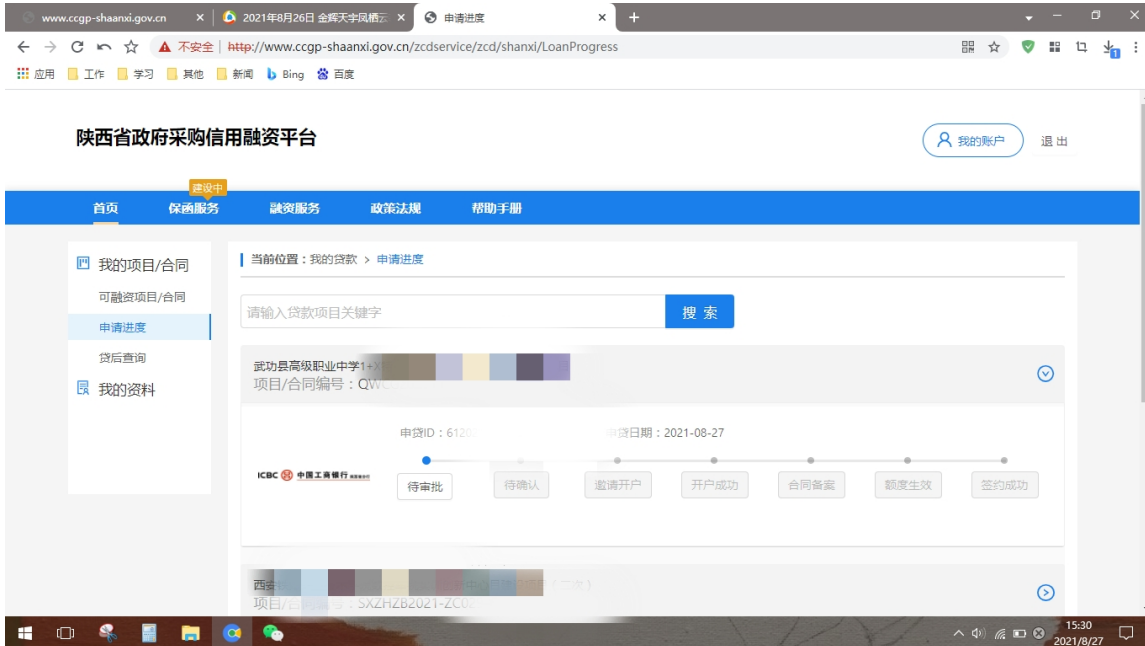 www.ccgp-shaanxi.gov.cn
2021年8月26日 金辉天宇凤栖云
申请进度
不安全 http://www.ccgp-shaanxi.gov.cn/zcdservice/zcd/shanxi/LoanProgress
应用 工作 学习 其他 新闻 Bing 百度
陕西省政府采购信用融资平台
我的账户 退出
建设中
首页 保函服务 融资服务 政策法规 帮助手册
我的项目/合同
可融资项目/合同
申请进度
贷后查询
我的资料
当前位置：我的贷款 > 申请进度
请输入贷款项目关键字 搜索
武功县高级职业中学1+X
项目/合同编号：QW
申贷ID：612 申贷日期：2021-08-27
ICBC 中国工商银行
待审批 待确认 邀请开户 开户成功 合同备案 额度生效 签约成功
西安
项目/合同编号：SXZHZB2021-ZC0
15:30
2021/8/27